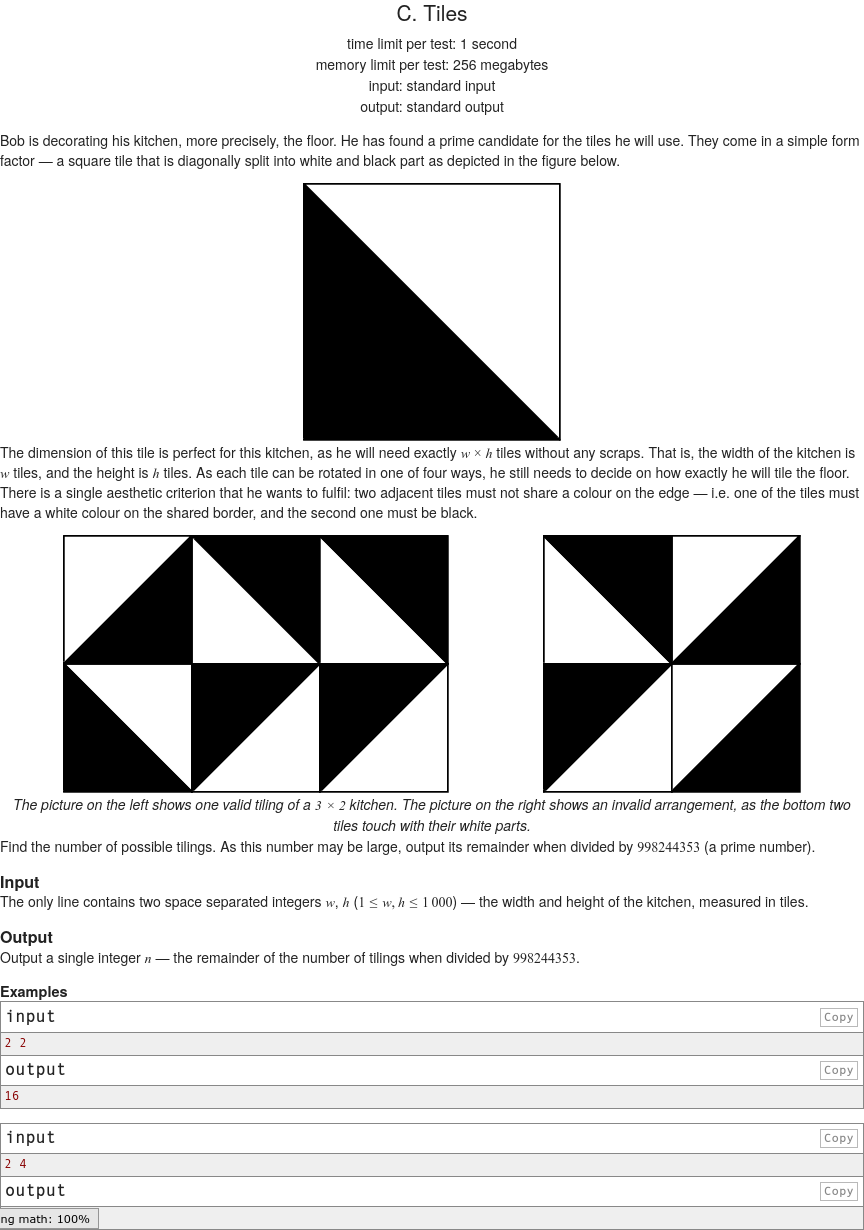 C. Tiles
time limit per test: 1 second
memory limit per test: 256 megabytes
input: standard input
output: standard output
Bob is decorating his kitchen, more precisely, the floor. He has found a prime candidate for the tiles he will use. They come in a simple form
factor — a square tile that is diagonally split into white and black part as depicted in the figure below.
The dimension of this tile is perfect for this kitchen, as he will need exactly w × h tiles without any scraps. That is, the width of the kitchen is
w tiles, and the height is h tiles. As each tile can be rotated in one of four ways, he still needs to decide on how exactly he will tile the floor.
There is a single aesthetic criterion that he wants to fulfil: two adjacent tiles must not share a colour on the edge — i.e. one of the tiles must
have a white colour on the shared border, and the second one must be black.
The picture on the left shows one valid tiling of a 3 × 2 kitchen. The picture on the right shows an invalid arrangement, as the bottom two
tiles touch with their white parts.
Find the number of possible tilings. As this number may be large, output its remainder when divided by 998244353 (a prime number).
Input
The only line contains two space separated integers w, h (1 ≤ w, h ≤ 1 000) — the width and height of the kitchen, measured in tiles.
Output
Output a single integer n — the remainder of the number of tilings when divided by 998244353.
Examples
input Copy
2 2
output Copy
16
input Copy
2 4
output Copy
ng math: 100%